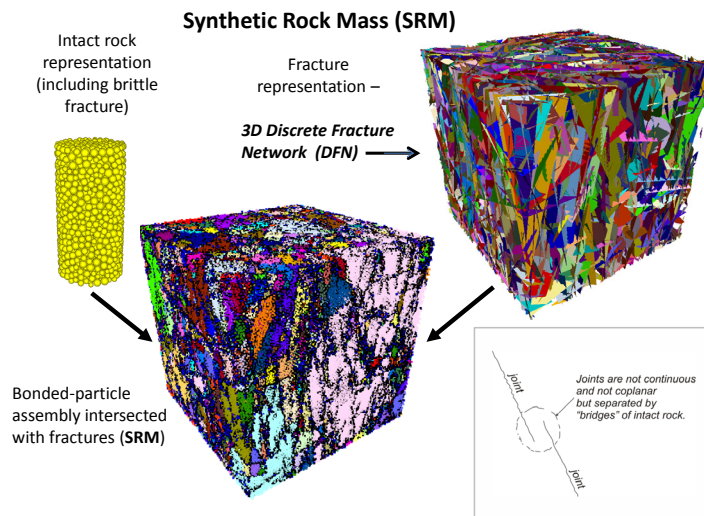 Synthetic Rock Mass (SRM)
Intact rock
representation
(including brittle
fracture)
Fracture
representation –
3D Discrete Fracture
Network (DFN)
Bonded-particle
assembly intersected
with fractures (SRM)
joint
Joints are not continuous
and not coplanar
but separated by
“bridges” of intact rock.
joint